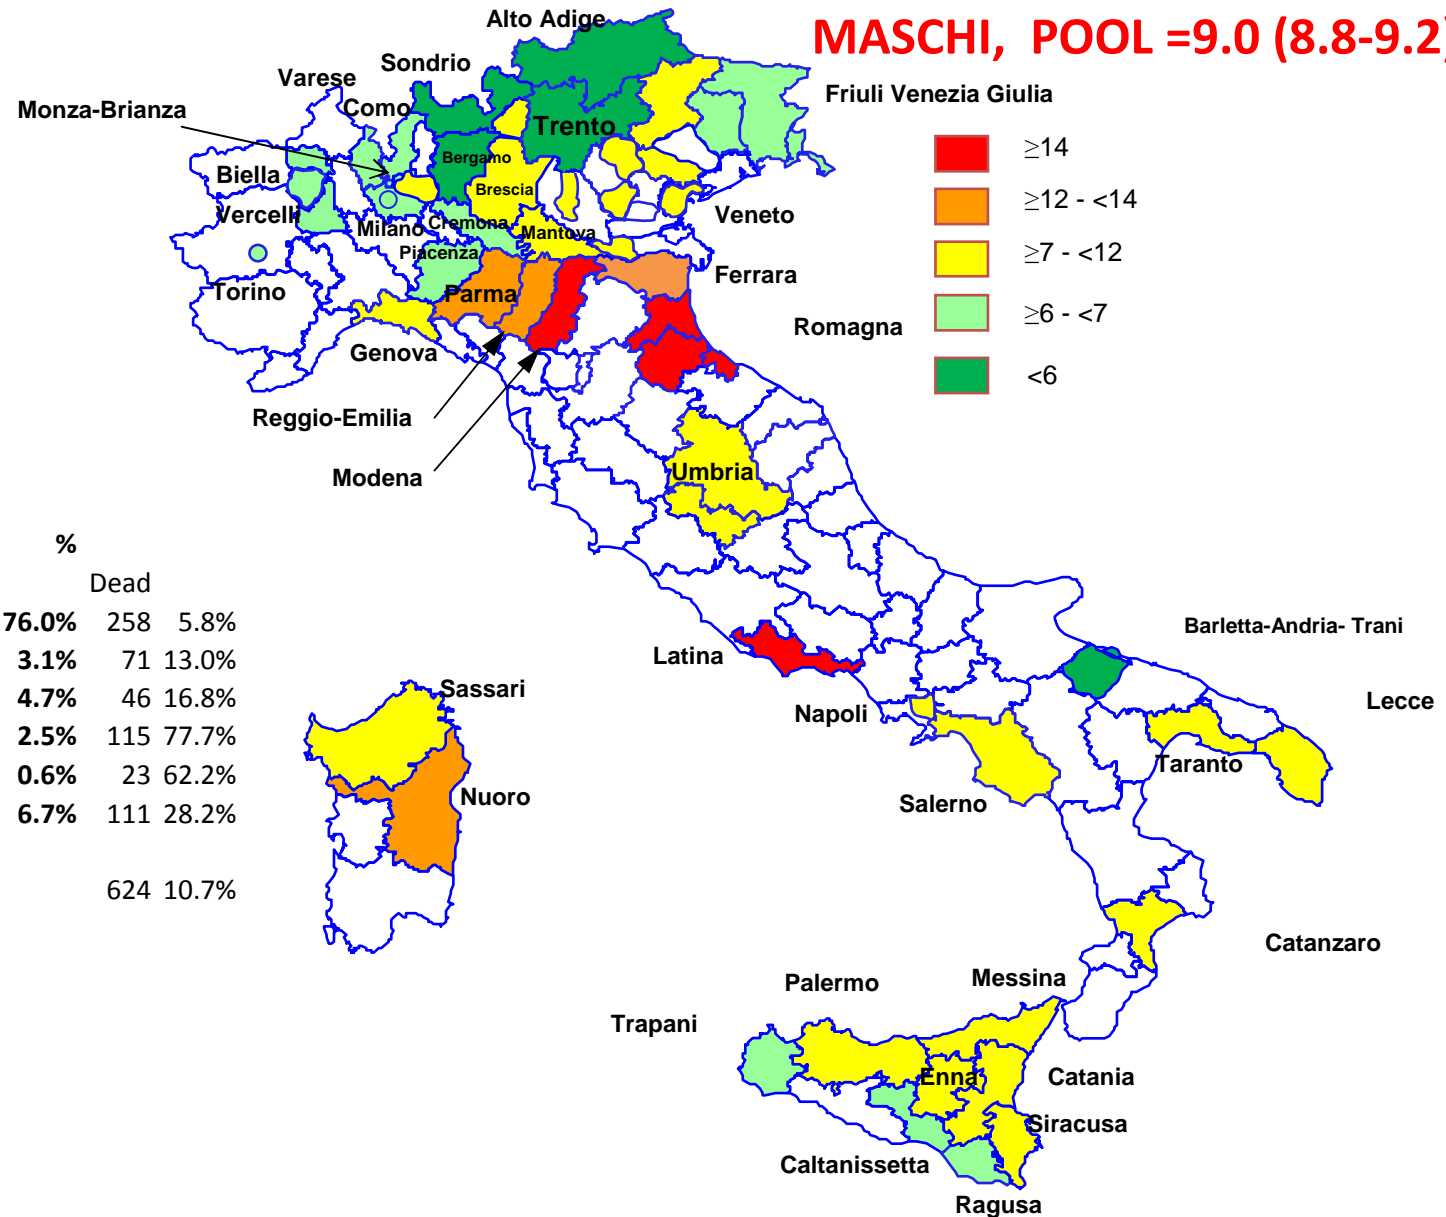 Alto Adige
MASCHI, POOL =9.0 (8.8-9.2)
Sondrio
Varese
Como
Monza-Brianza
Friuli Venezia Giulia
Trento
≥14
Bergamo
Biella
Brescia
≥12 - <14
Vercelli
Veneto
Milano
Cremona
Mantova
Piacenza
≥7 - <12
Ferrara
Torino
Parma
Romagna
≥6 - <7
Genova
<6
Reggio-Emilia
Modena
Umbria
%
Dead
76.0% 258 5.8%
3.1% 71 13.0%
4.7% 46 16.8%
2.5% 115 77.7%
0.6% 23 62.2%
6.7% 111 28.2%
624 10.7%
Barletta-Andria- Trani
Latina
Sassari
Lecce
Napoli
Taranto
Nuoro
Salerno
Catanzaro
Messina
Palermo
Trapani
Enna
Catania
Siracusa
Caltanissetta
Ragusa